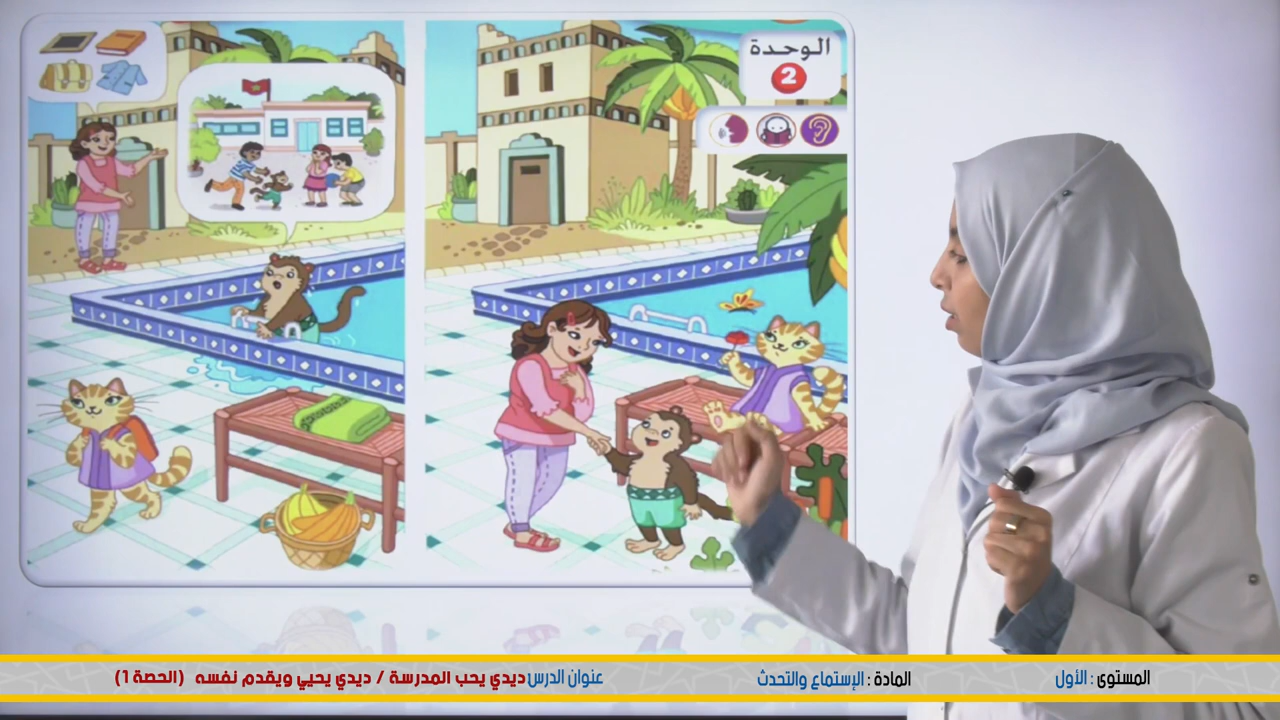 الوحدة
2
المستوى : الأول
المادة : الإستماع والتحدث
عنوان الدرس ديدي يحب المدرسة / ديدي يحيي ويقدم نفسه (الحصة 1)